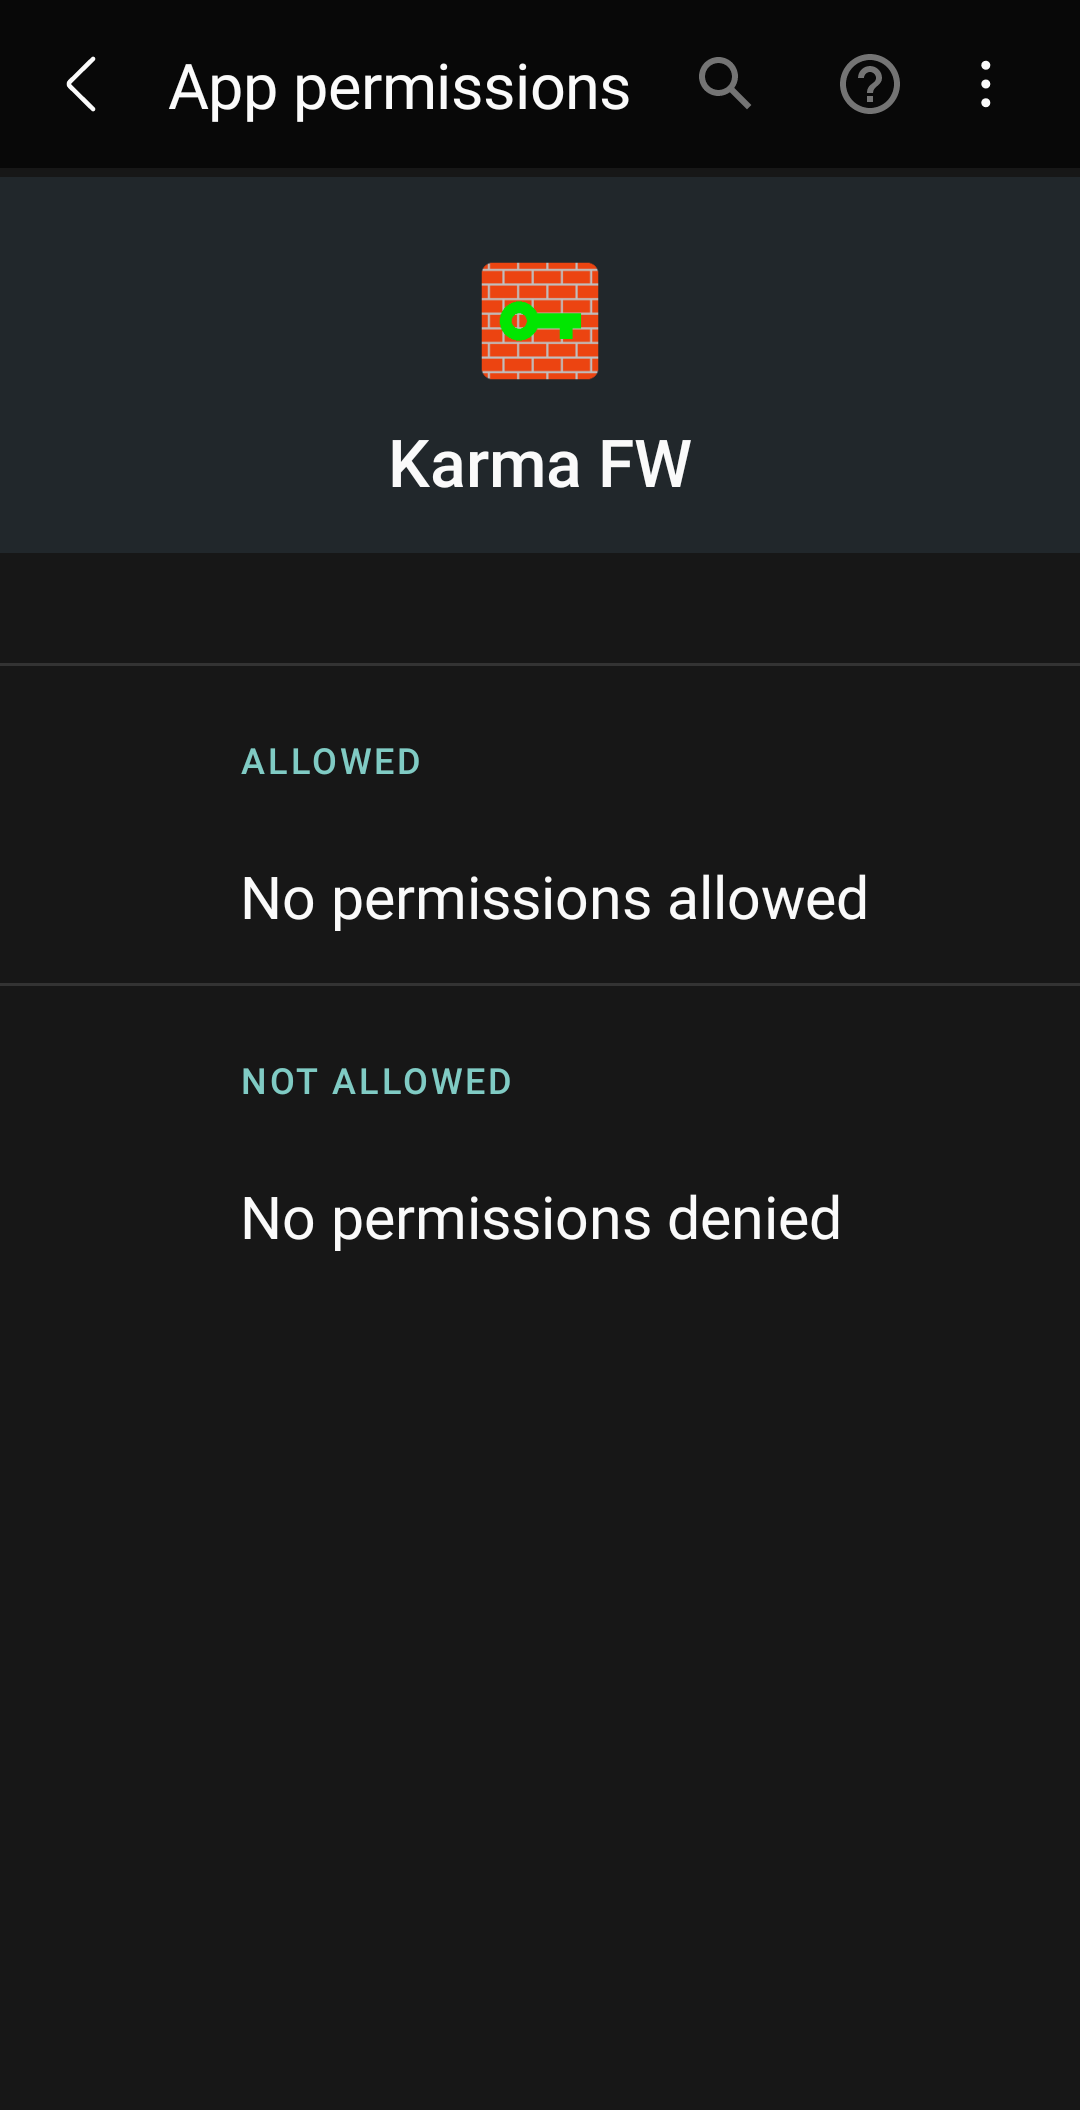 App permissions
Karma FW
ALLOWED
No permissions allowed
NOT ALLOWED
No permissions denied